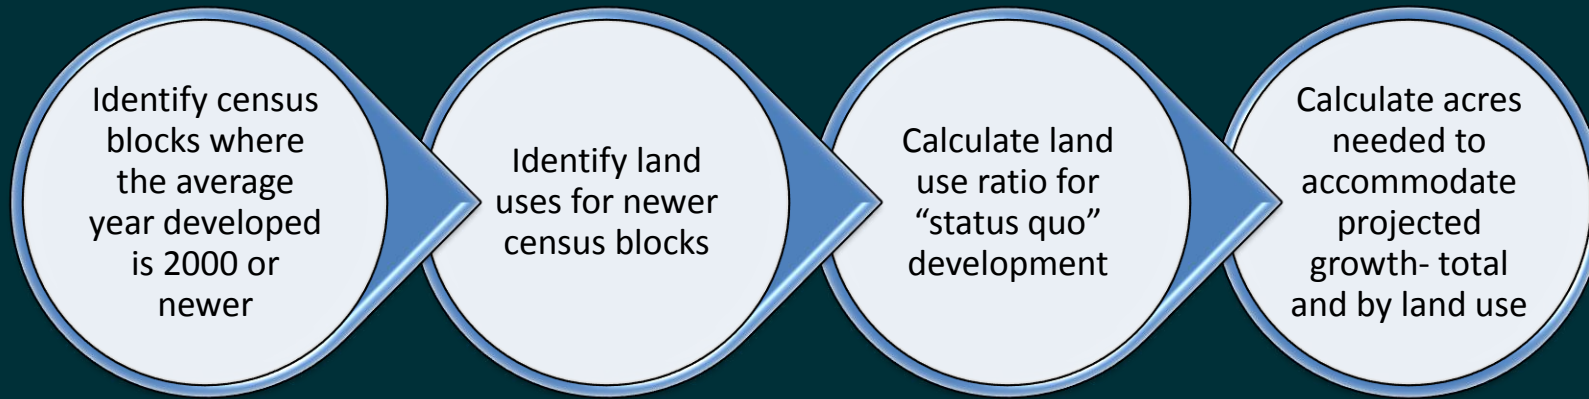 Identify census
blocks where
the average
year developed
is 2000 or
newer
Identify land
uses for newer
census blocks
Calculate land
use ratio for
“status quo”
development
Calculate acres
needed to
accommodate
projected
growth- total
and by land use